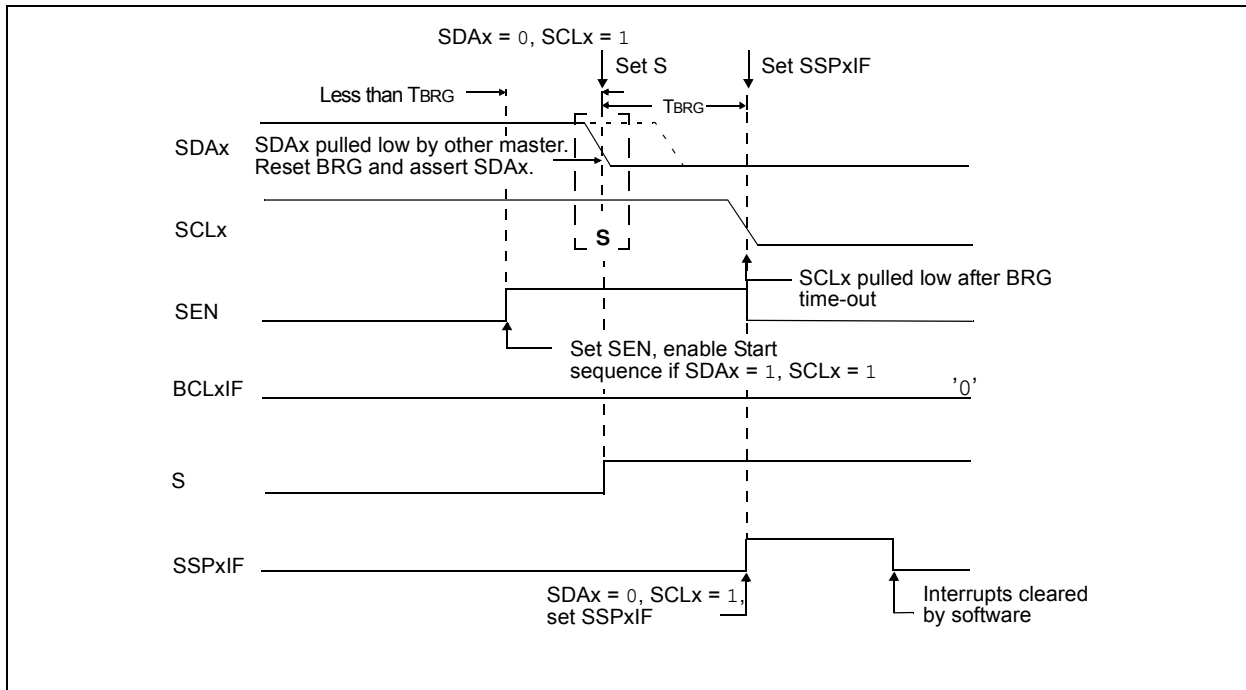 SDAx = 0, SCLx = 1
Set S
Set SSPxIF
Less than TBRG
TBRG
SDAx
SDAx pulled low by other master.
Reset BRG and assert SDAx.
SCLx
S
SCLx pulled low after BRG
time-out
SEN
Set SEN, enable Start
sequence if SDAx = 1, SCLx = 1
BCLxIF
'0'
S
SSPxIF
SDAx = 0, SCLx = 1,
set SSPxIF
Interrupts cleared
by software